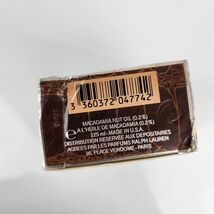 3 360372 047742
MACADAMIA NUT OIL (0.2%)
A L'HUILE DE MACADAMIA (0.2%)
125 ml - MADE IN U.S.A.
DISTRIBUTION RESERVEE AUX DEPOSITAIRES
AGREES PAR LES PARFUMS RALPH LAUREN
16, PLACE VENDOME - PARIS